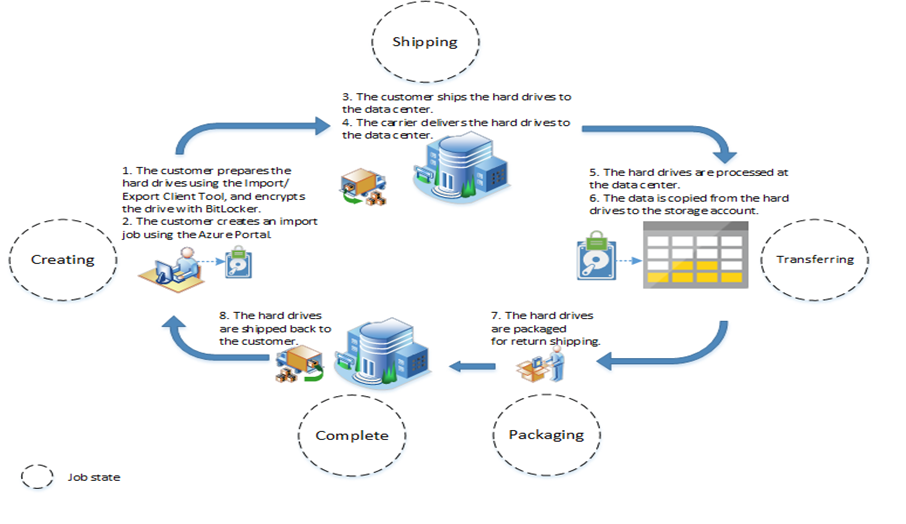 Shipping
3. The customer ships the hard drives to
the data center.
4. The carrier delivers the hard drives to
the data center.
1. The customer prepares the
hard drives using the Import/
Export Client Tool, and encrypts
the drive with BitLocker.
2. The customer creates an import
job using the Azure Portal.
5. The hard drives are processed at
the data center.
6. The data is copied from the hard
drives to the storage account.
Creating
Transferring
8. The hard drives
are shipped back to
the customer.
7. The hard drives
are packaged
for return shipping.
Complete
Packaging
Job state